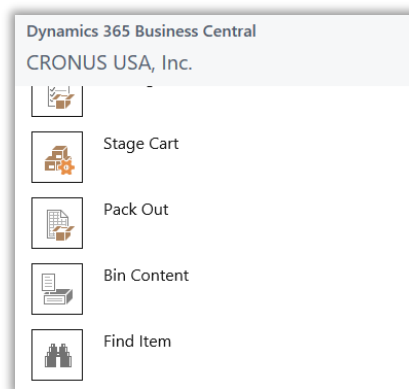 Dynamics 365 Business Central
CRONUS USA, Inc.
Stage Cart
Pack Out
Bin Content
Find Item